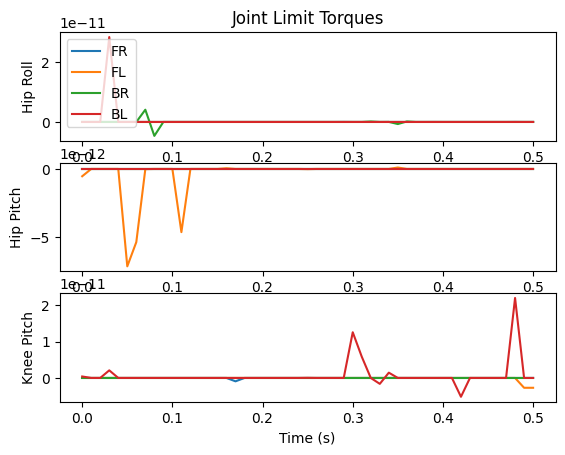 Joint Limit Torques
1e−11
Hip Roll
2
0
FR
FL
BR
BL
0.0 0.1 0.2 0.3 0.4 0.5
1e−12
Hip Pitch
0
−5
0.0 0.1 0.2 0.3 0.4 0.5
1e−11
Knee Pitch
2
1
0
0.0 0.1 0.2 0.3 0.4 0.5
Time (s)